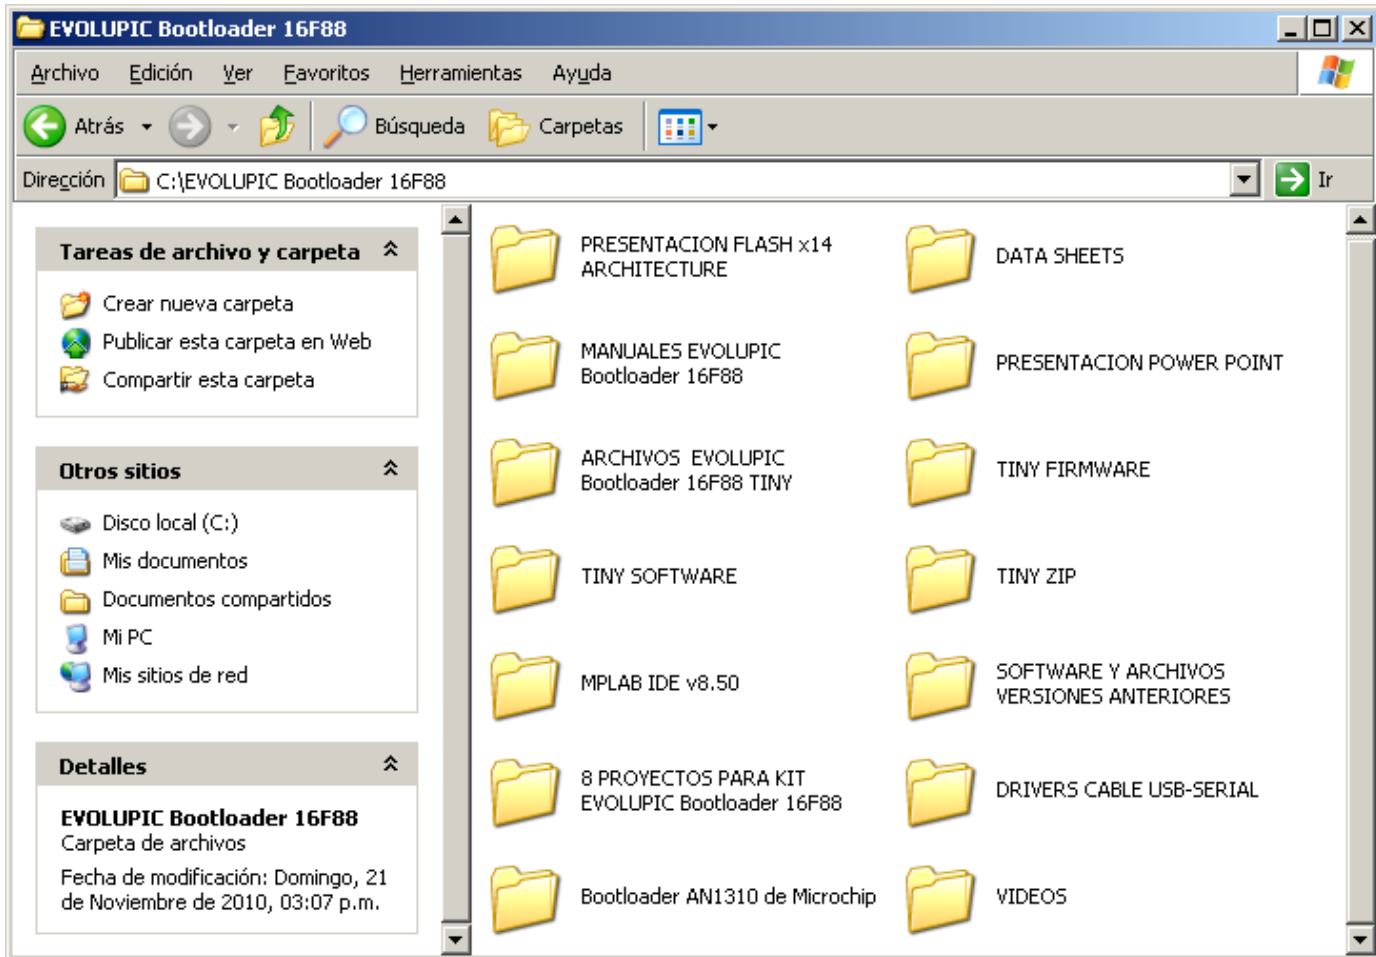 EVOLUPIC Bootloader 16F88
Archivo Edición Ver Favoritos Herramientas Ayuda
Atrás Búsqueda Carpetas
Dirección C:\EVOLUPIC Bootloader 16F88 Ir
Tareas de archivo y carpeta
Crear nueva carpeta
Publicar esta carpeta en Web
Compartir esta carpeta
Otros sitios
Disco local (C:)
Mis documentos
Documentos compartidos
Mi PC
Mis sitios de red
Detalles
EVOLUPIC Bootloader 16F88
Carpeta de archivos
Fecha de modificación: Domingo, 21
de Noviembre de 2010, 03:07 p.m.
PRESENTACION FLASH x14
ARCHITECTURE
DATA SHEETS
MANUALES EVOLUPIC
Bootloader 16F88
PRESENTACION POWER POINT
ARCHIVOS  EVOLUPIC
Bootloader 16F88 TINY
TINY FIRMWARE
TINY SOFTWARE
TINY ZIP
MPLAB IDE v8.50
SOFTWARE Y ARCHIVOS
VERSIONES ANTERIORES
8 PROYECTOS PARA KIT
EVOLUPIC Bootloader 16F88
DRIVERS CABLE USB-SERIAL
Bootloader AN1310 de Microchip
VIDEOS